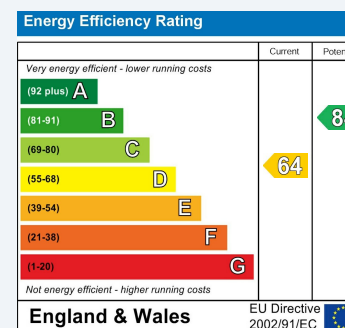 Energy Efficiency Rating
Current
Very energy efficient - lower running costs
(92 plus) A
(81-91) B
(69-80) C
(55-68) D
64
(39-54) E
(21-38) F
(1-20) G
Not energy efficient - higher running costs
England & Wales
EU Directive
2002/91/EC